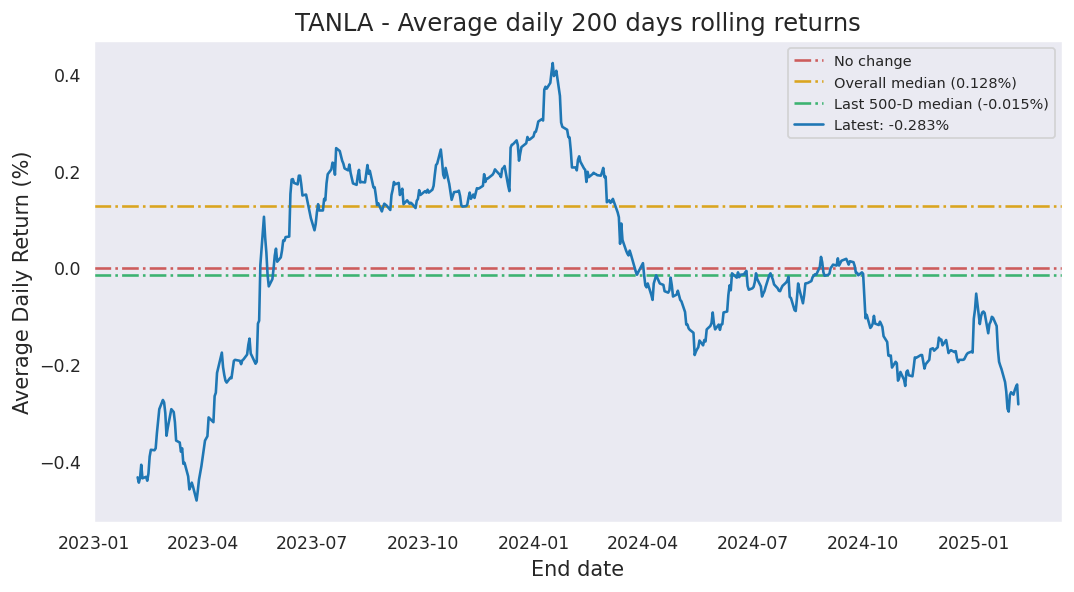 TANLA - Average daily 200 days rolling returns
No change
Overall median (0.128%)
Last 500-D median (-0.015%)
Latest: -0.283%
Average Daily Return (%)
0.4
0.2
0.0
−0.2
−0.4
2023-01 2023-04 2023-07 2023-10 2024-01 2024-04 2024-07 2024-10 2025-01
End date